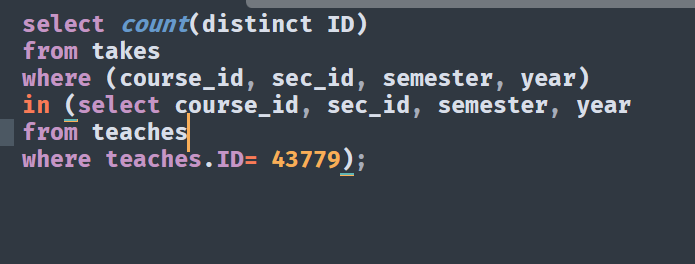 select count(distinct ID)
from takes
where (course_id, sec_id, semester, year)
in (select course_id, sec_id, semester, year
from teaches
where teaches.ID= 43779);